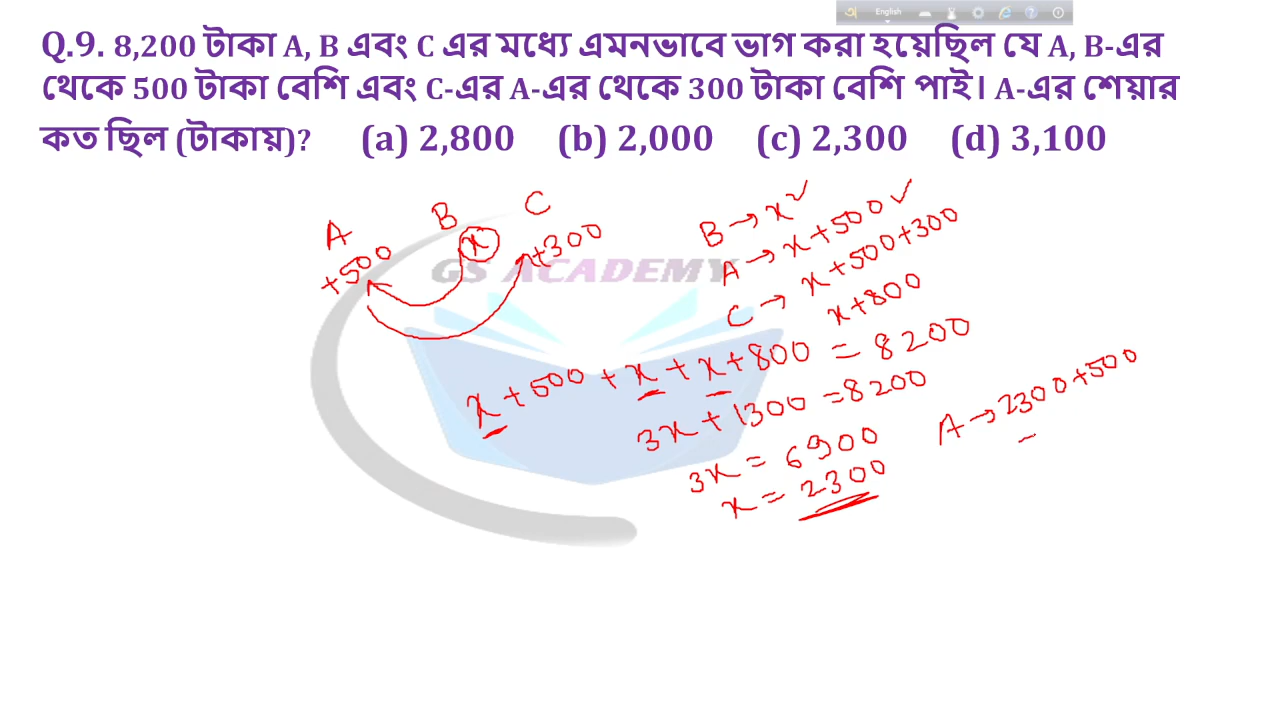 অ English
Q.9. 8,200 টাকা A, B এবং C এর মধ্যে এমনভাবে ভাগ করা হয়েছিল যে A, B-এর
থেকে 500 টাকা বেশি এবং C-এর A-এর থেকে 300 টাকা বেশি পাই। A-এর শেয়ার
কত ছিল (টাকায়)? (a) 2,800 (b) 2,000 (c) 2,300 (d) 3,100
A B C
+500 x +300
GS ACADEMY
B → x
A → x+500
C → x+500+300
x+800
x+500+x+x+800 = 8200
3x+1300 = 8200
3x = 6900
x = 2300
A → 2300+500